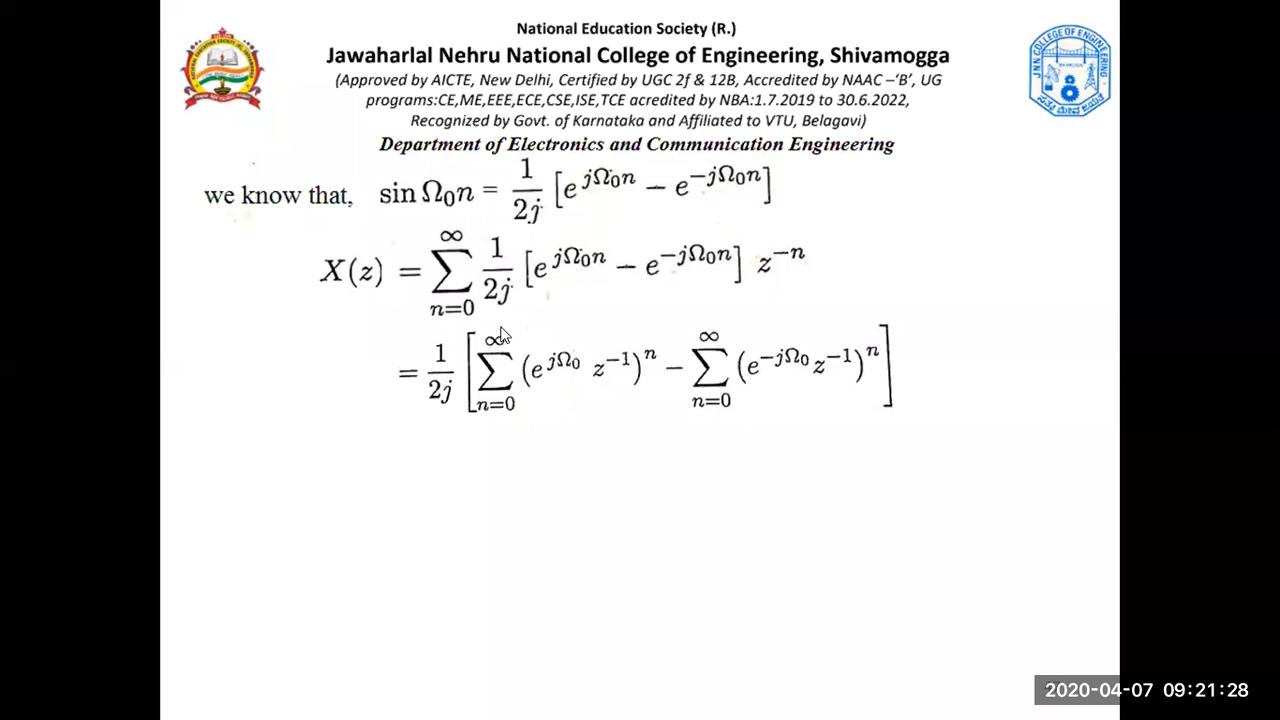 National Education Society (R.)
Jawaharlal Nehru National College of Engineering, Shivamogga
(Approved by AICTE, New Delhi, Certified by UGC 2f & 12B, Accredited by NAAC –‘B’, UG
programs:CE,ME,EEE,ECE,CSE,ISE,TCE acredited by NBA:1.7.2019 to 30.6.2022,
Recognized by Govt. of Karnataka and Affiliated to VTU, Belagavi)
Department of Electronics and Communication Engineering
we know that, sin Ω₀n = 1/2j [e^{jΩ₀n} − e^{−jΩ₀n}]
X(z) = ∑_{n=0}^{∞} 1/2j [e^{jΩ₀n} − e^{−jΩ₀n}] z^{−n}
= 1/2j [∑_{n=0}^{∞} (e^{jΩ₀} z^{−1})^n − ∑_{n=0}^{∞} (e^{−jΩ₀} z^{−1})^n]
2020-04-07 09:21:28